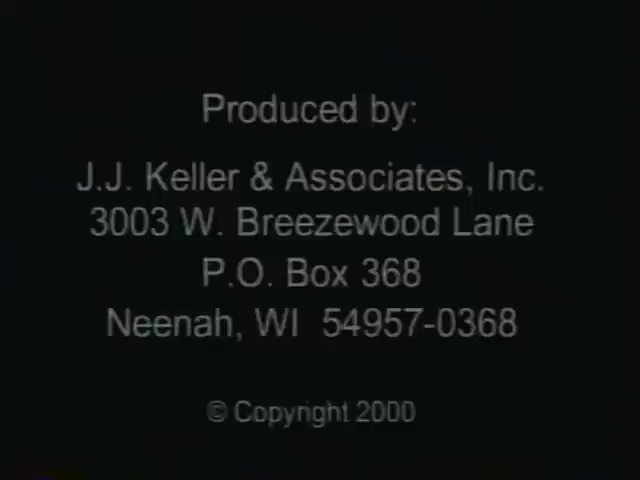 Produced by:
J.J. Keller & Associates, Inc.
3003 W. Breezewood Lane
P.O. Box 368
Neenah, WI 54957-0368
© Copyright 2000